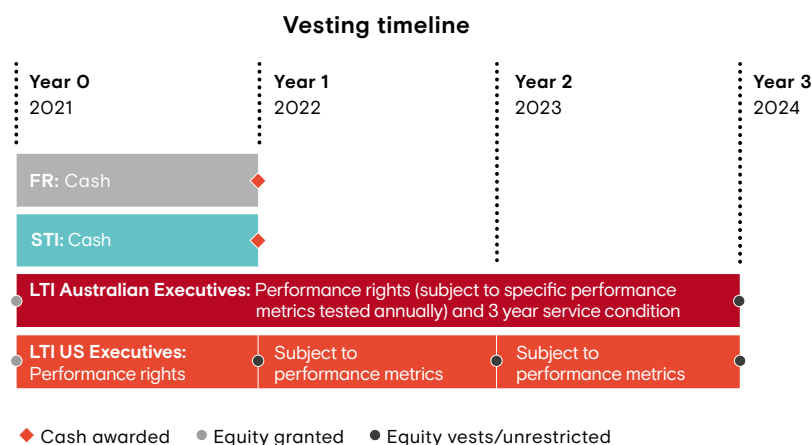 Vesting timeline
Year 0
2021
Year 1
2022
Year 2
2023
Year 3
2024
FR: Cash
STI: Cash
LTI Australian Executives: Performance rights (subject to specific performance
metrics tested annually) and 3 year service condition
LTI US Executives:
Performance rights
Subject to
performance metrics
Subject to
performance metrics
Cash awarded
Equity granted
Equity vests/unrestricted